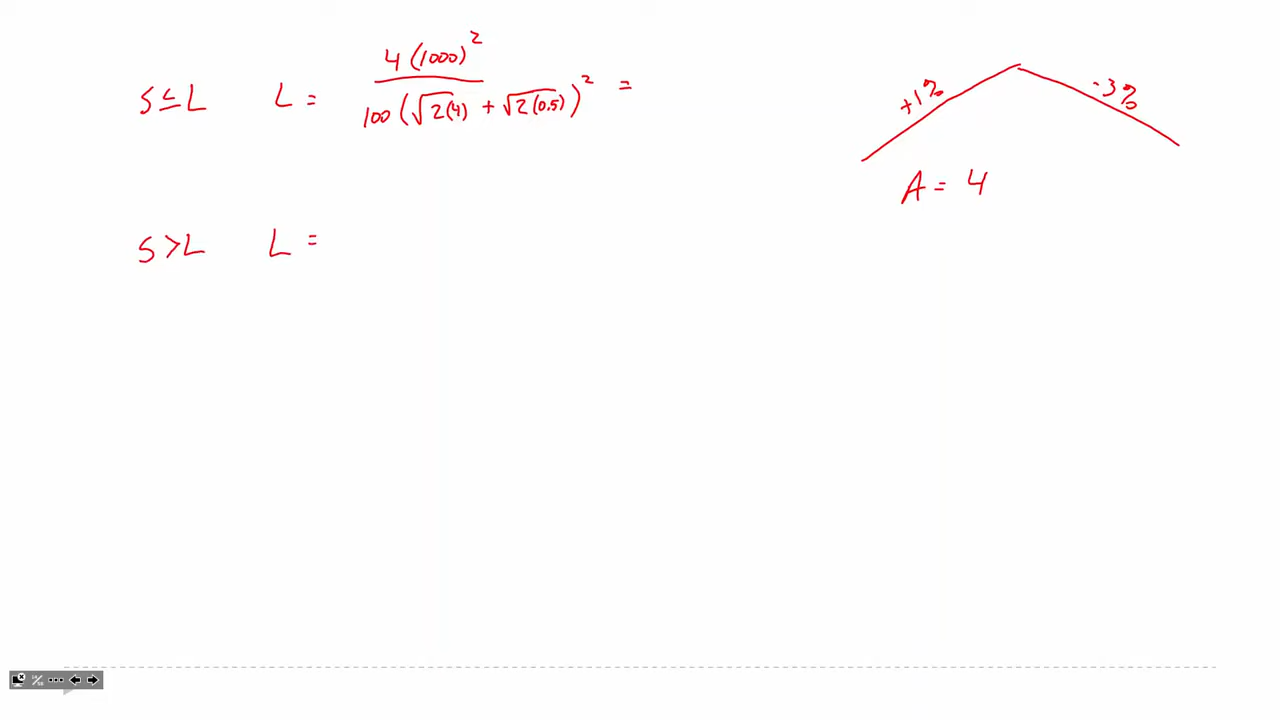 S ≤ L L = 4(1000)² / 100(√2(4) + √2(0.5))² =
+1% -3%
A = 4
S > L L =